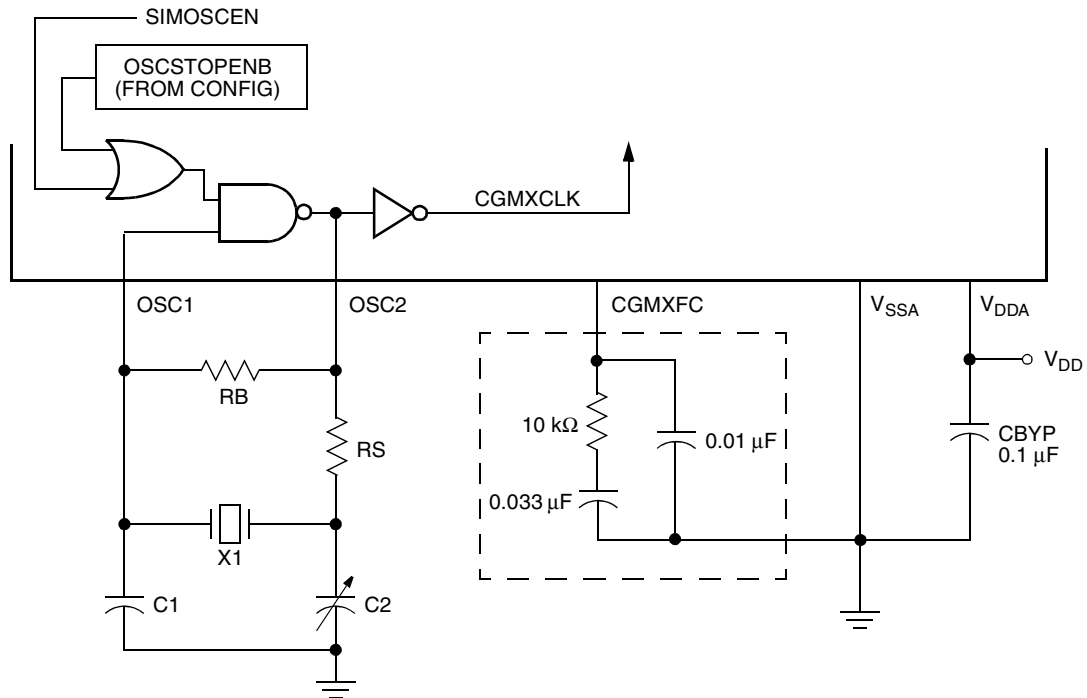 SIMOSCEN
OSCSTOPENB
(FROM CONFIG)
CGMXCLK
OSC1
OSC2
CGMXFC
VSSA
VDDA
VDD
RB
10 kΩ
0.01 μF
CBYP
0.1 μF
RS
0.033 μF
X1
C1
C2